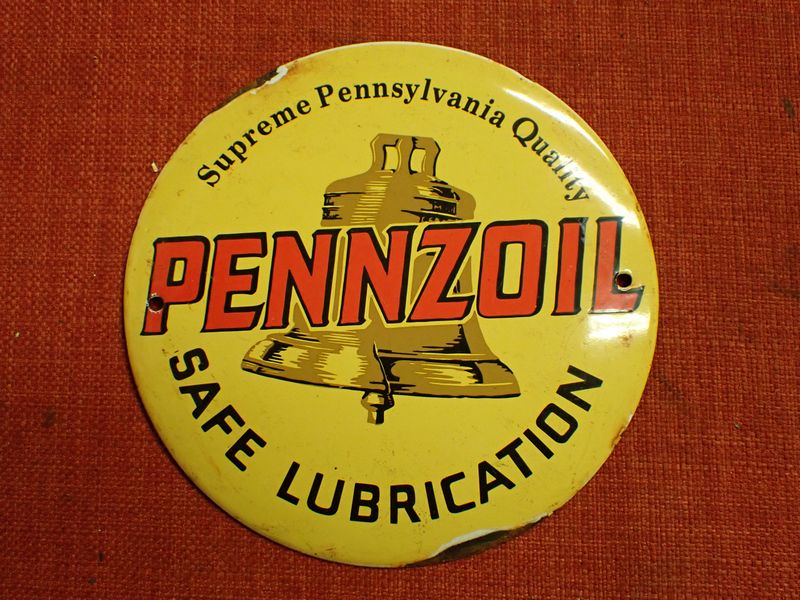 Supreme Pennsylvania Quality
PENNZOIL
SAFE LUBRICATION